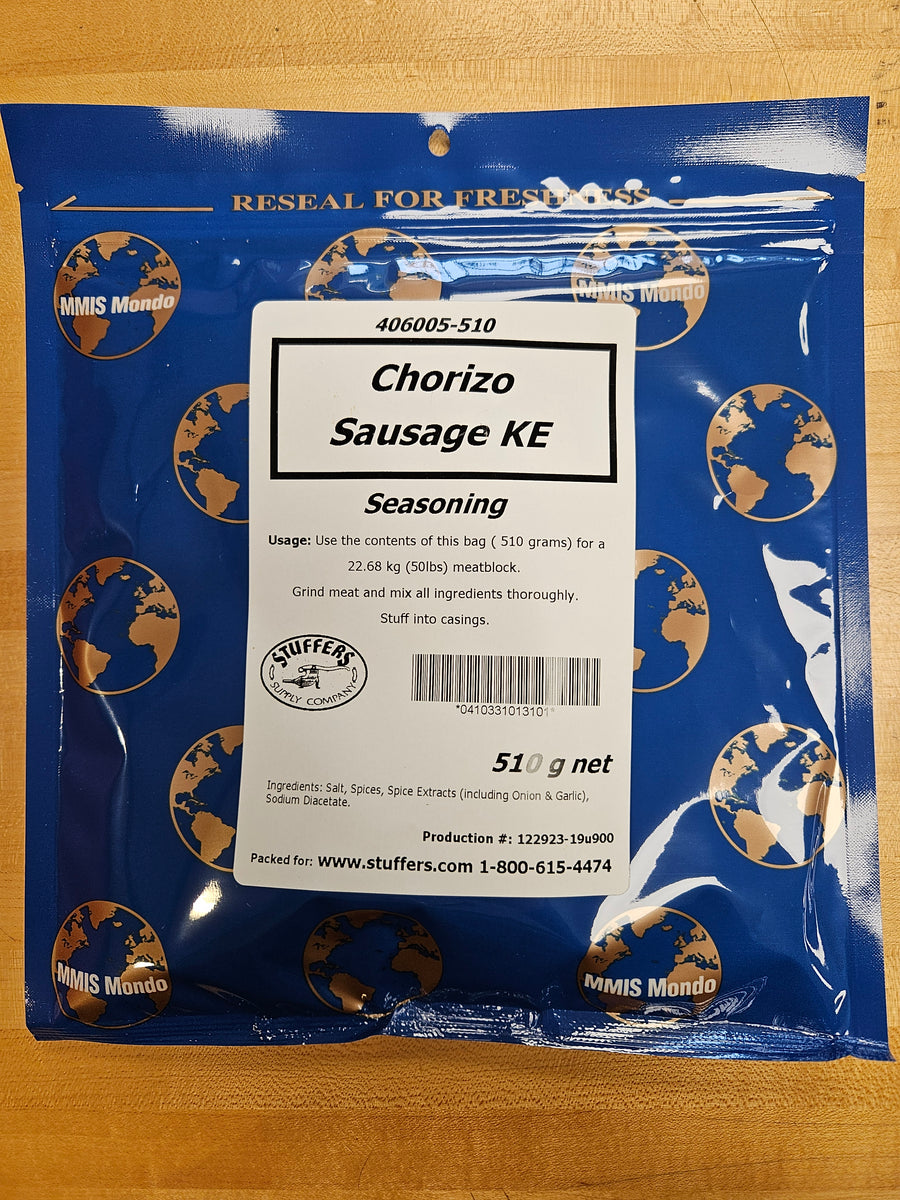 RESEAL FOR FRESHNESS
MMIS Mondo
MMIS Mondo
406005-510
Chorizo
Sausage KE
Seasoning
Usage: Use the contents of this bag ( 510 grams) for a
22.68 kg (50lbs) meatblock.
Grind meat and mix all ingredients thoroughly.
Stuff into casings.
STUFFERS
SUPPLY COMPANY
*0410331013101*
510 g net
Ingredients: Salt, Spices, Spice Extracts (including Onion & Garlic),
Sodium Diacetate.
Production #: 122923-19u900
Packed for: www.stuffers.com 1-800-615-4474
MMIS Mondo
MMIS Mondo